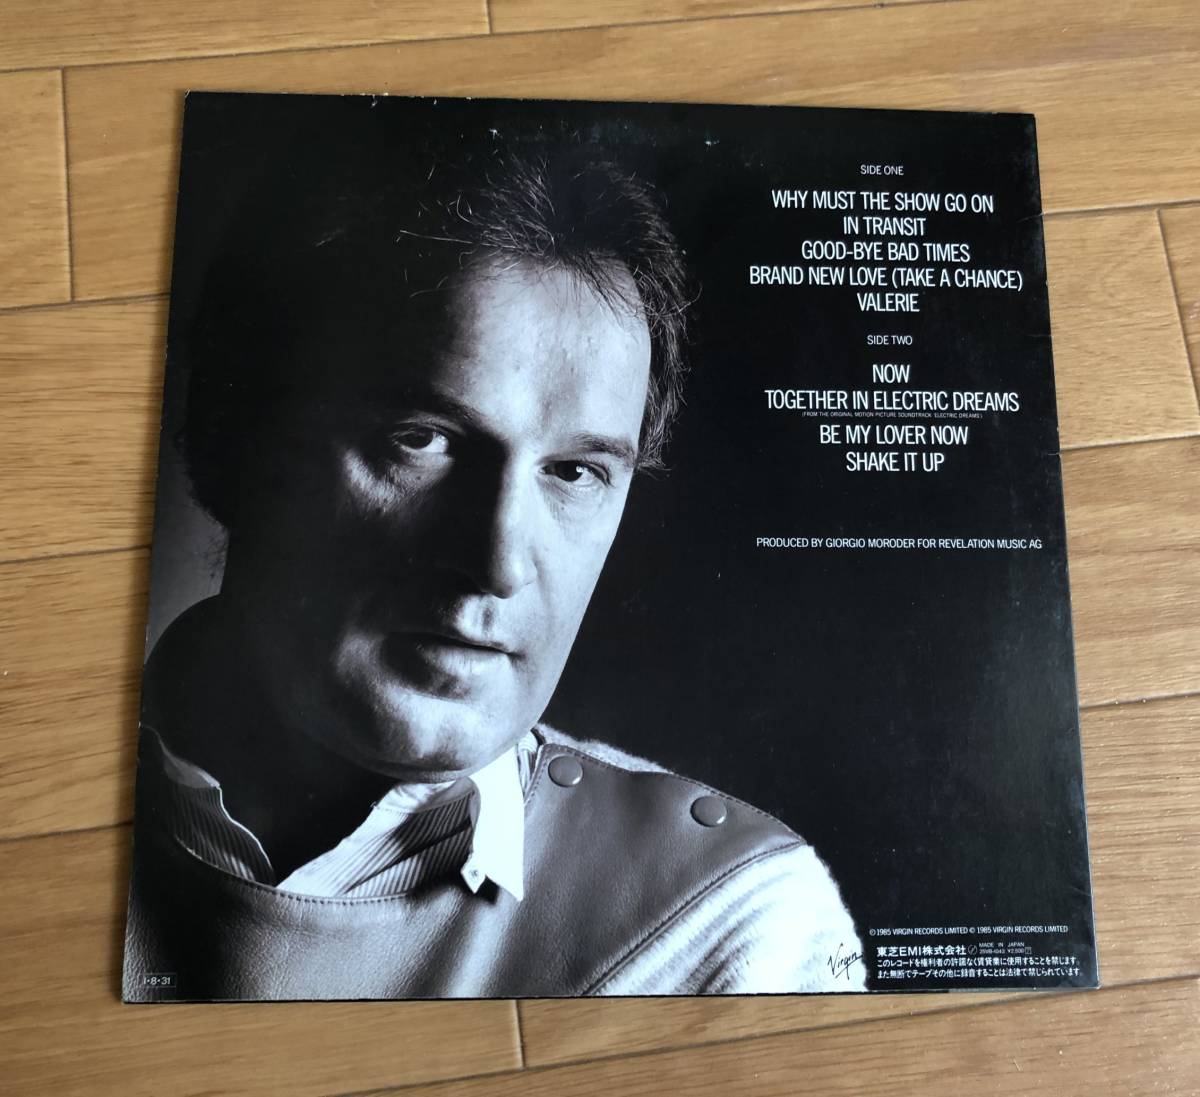 SIDE ONE
WHY MUST THE SHOW GO ON
IN TRANSIT
GOOD-BYE BAD TIMES
BRAND NEW LOVE (TAKE A CHANCE)
VALERIE
SIDE TWO
NOW
TOGETHER IN ELECTRIC DREAMS
(FROM THE ORIGINAL MOTION PICTURE SOUNDTRACK 'ELECTRIC DREAMS')
BE MY LOVER NOW
SHAKE IT UP
PRODUCED BY GIORGIO MORODER FOR REVELATION MUSIC AG
© 1985 VIRGIN RECORDS LIMITED © 1985 VIRGIN RECORDS LIMITED
東芝EMI株式会社 MADE IN JAPAN
¥2,500
このレコードを権利者の許諾なく賃貸業に使用することを禁じます。
また無断でテープその他に録音することは法律で禁じられています。
Virgin
1・8・31